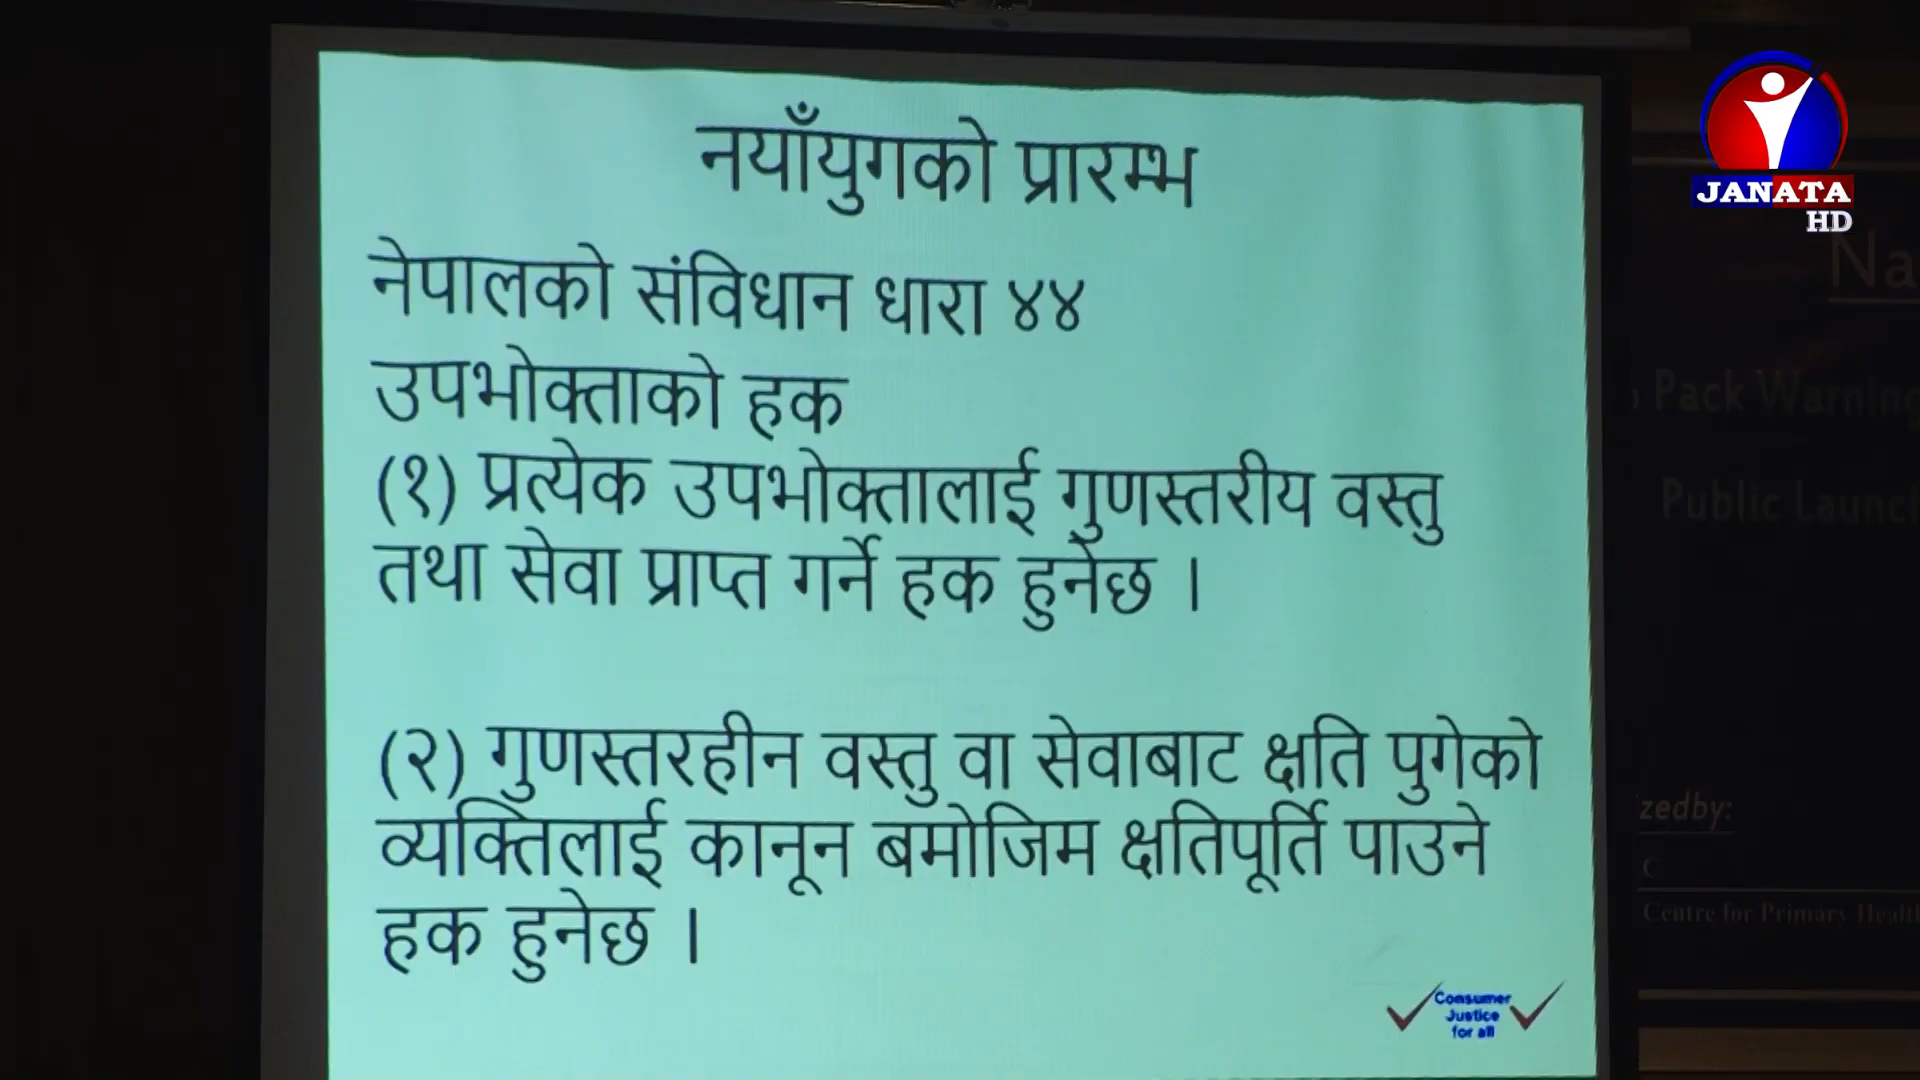 नयाँयुगको प्रारम्भ
नेपालको संविधान धारा ४४
उपभोक्ताको हक
(१) प्रत्येक उपभोक्तालाई गुणस्तरीय वस्तु
तथा सेवा प्राप्त गर्ने हक हुनेछ ।
(२) गुणस्तरहीन वस्तु वा सेवाबाट क्षति पुगेको
व्यक्तिलाई कानून बमोजिम क्षतिपूर्ति पाउने
हक हुनेछ ।
Consumer
Justice
for all
JANATA
HD
Pack Warning
Public Launch
Centre for Primary Health